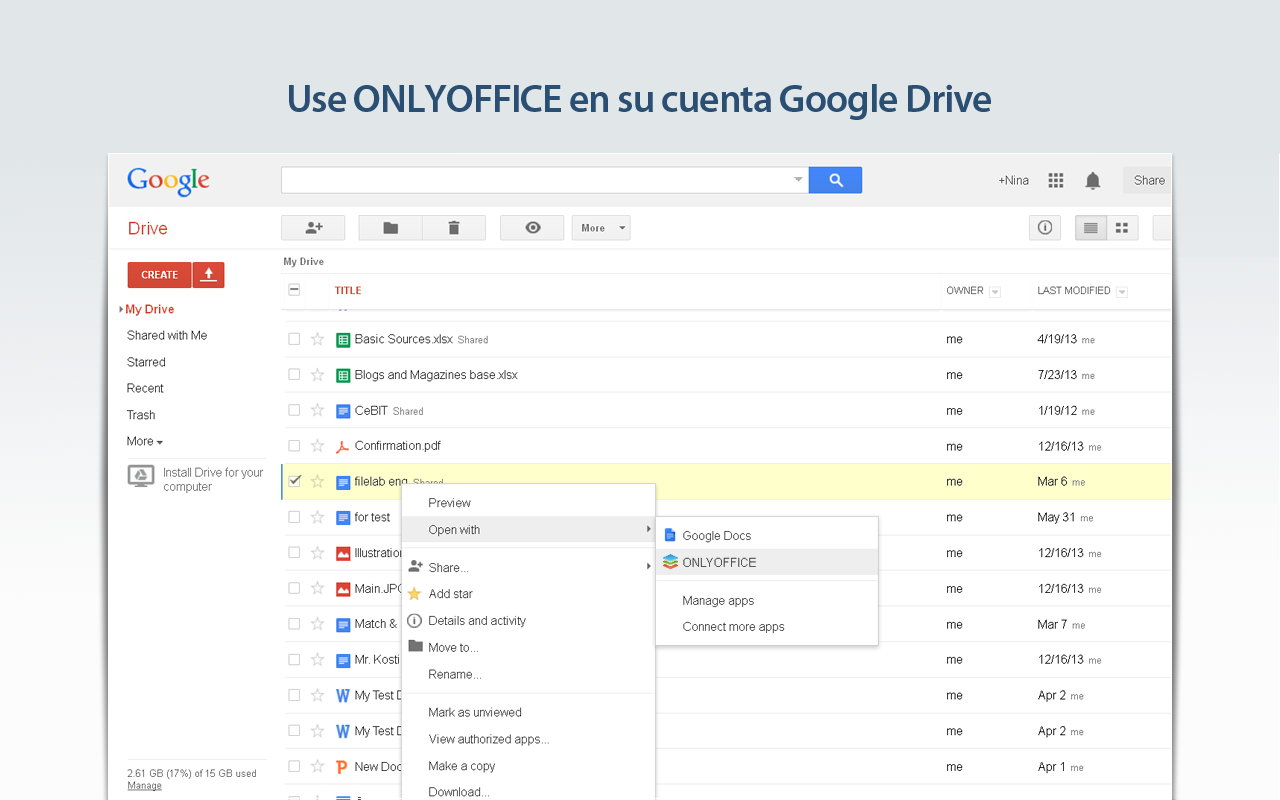 Use ONLYOFFICE en su cuenta Google Drive
Google
+Nina
Share
Drive
More
My Drive
CREATE
TITLE
OWNER
LAST MODIFIED
My Drive
Shared with Me
Starred
Recent
Trash
More
Install Drive for your
computer
Basic Sources.xlsx Shared me 4/19/13 me
Blogs and Magazines base.xlsx me 7/23/13 me
CeBIT Shared me 1/19/12 me
Confirmation.pdf me 12/16/13 me
filelab eng Shared me Mar 6 me
for test me May 31 me
Illustration me 12/16/13 me
Main.JPG me 12/16/13 me
Match & me Mar 7 me
Mr. Kosti me 12/16/13 me
My Test D me Apr 2 me
My Test D me Apr 2 me
New Doc me Apr 1 me
Preview
Open with
Share...
Add star
Details and activity
Move to...
Rename...
Mark as unviewed
View authorized apps...
Make a copy
Download...
Google Docs
ONLYOFFICE
Manage apps
Connect more apps
2.61 GB (17%) of 15 GB used
Manage